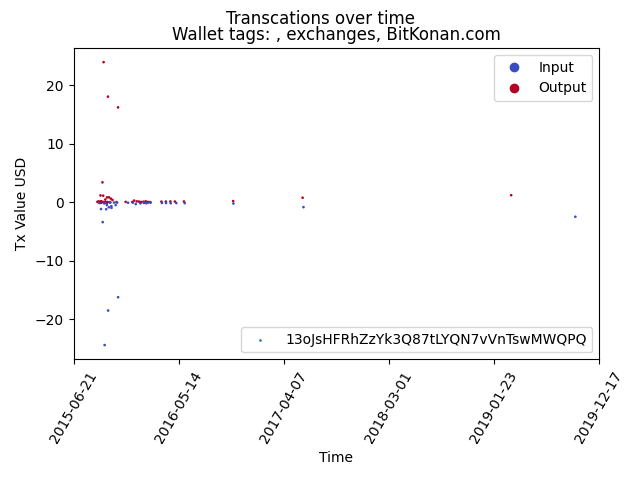 Transcations over time
Wallet tags: , exchanges, BitKonan.com
Input
Output
20
10
0
−10
−20
Tx Value USD
13oJsHFRhZzYk3Q87tLYQN7vVnTswMWQPQ
2015-06-21
2016-05-14
2017-04-07
2018-03-01
2019-01-23
2019-12-17
Time